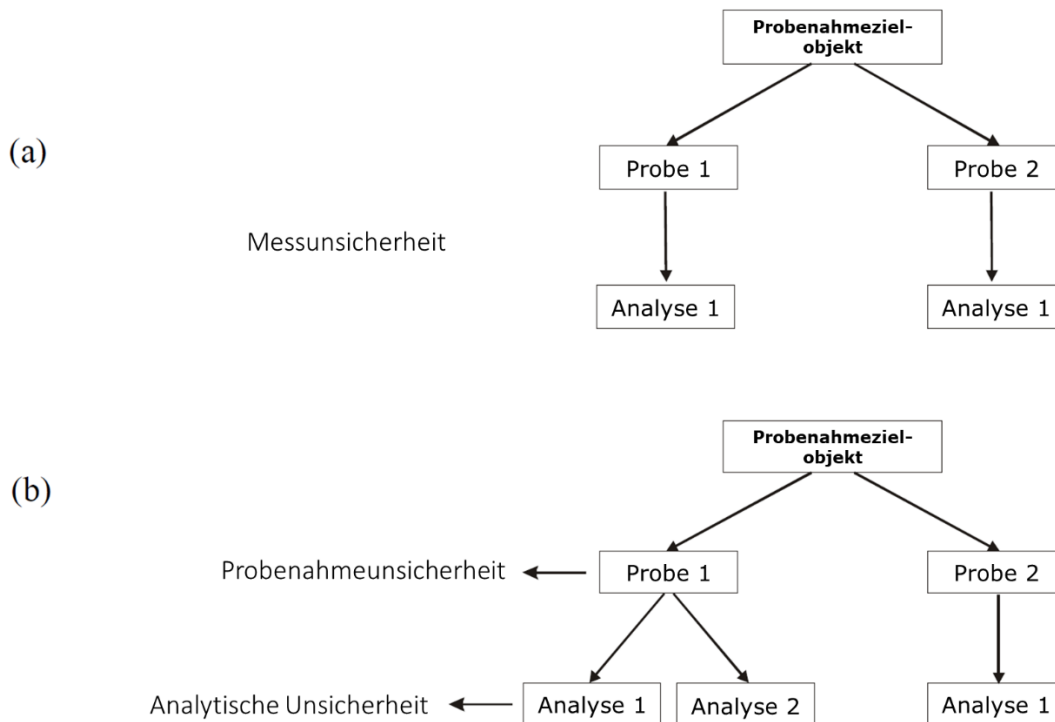 Probenahmeziel-
objekt
(a)
Probe 1 Probe 2
Messunsicherheit
Analyse 1 Analyse 1
Probenahmeziel-
objekt
(b)
Probenahmeunsicherheit Probe 1 Probe 2
Analytische Unsicherheit Analyse 1 Analyse 2 Analyse 1